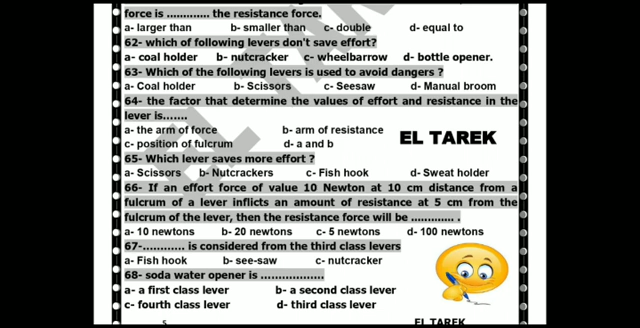 force is ............. the resistance force.
a- larger than b- smaller than c- double d- equal to
62- which of following levers don't save effort?
a- coal holder b- nutcracker c- wheelbarrow d- bottle opener.
63- Which of the following levers is used to avoid dangers ?
a- Coal holder b- Scissors c- Seesaw d- Manual broom
64- the factor that determine the values of effort and resistance in the
lever is.......
a- the arm of force b- arm of resistance
c- position of fulcrum d- a and b
EL TAREK
65- Which lever saves more effort ?
a- Scissors b- Nutcrackers c- Fish hook d- Sweat holder
66- If an effort force of value 10 Newton at 10 cm distance from a
fulcrum of a lever inflicts an amount of resistance at 5 cm from the
fulcrum of the lever, then the resistance force will be ............. .
a- 10 newtons b- 20 newtons c- 5 newtons d- 100 newtons
67-............ is considered from the third class levers
a- Fish hook b- see-saw c- nutcracker
68- soda water opener is ..................
a- a first class lever b- a second class lever
c- fourth class lever d- third class lever
5 EL TAREK